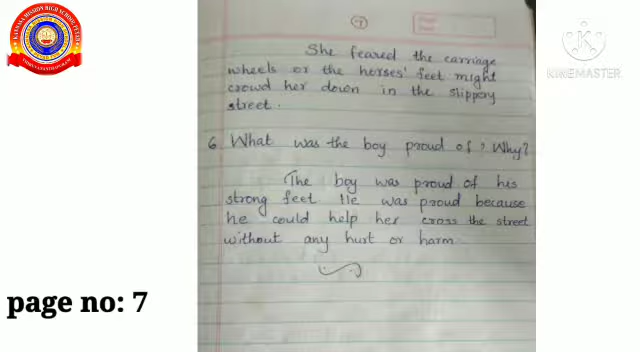 7
She feared the carriage
wheels or the horses' feet might
crowd her down in the slippery
street.
6 What was the boy proud of? Why?
The boy was proud of his
strong feet. He was proud because
he could help her cross the street
without any hurt or harm
page no: 7
KINEMASTER